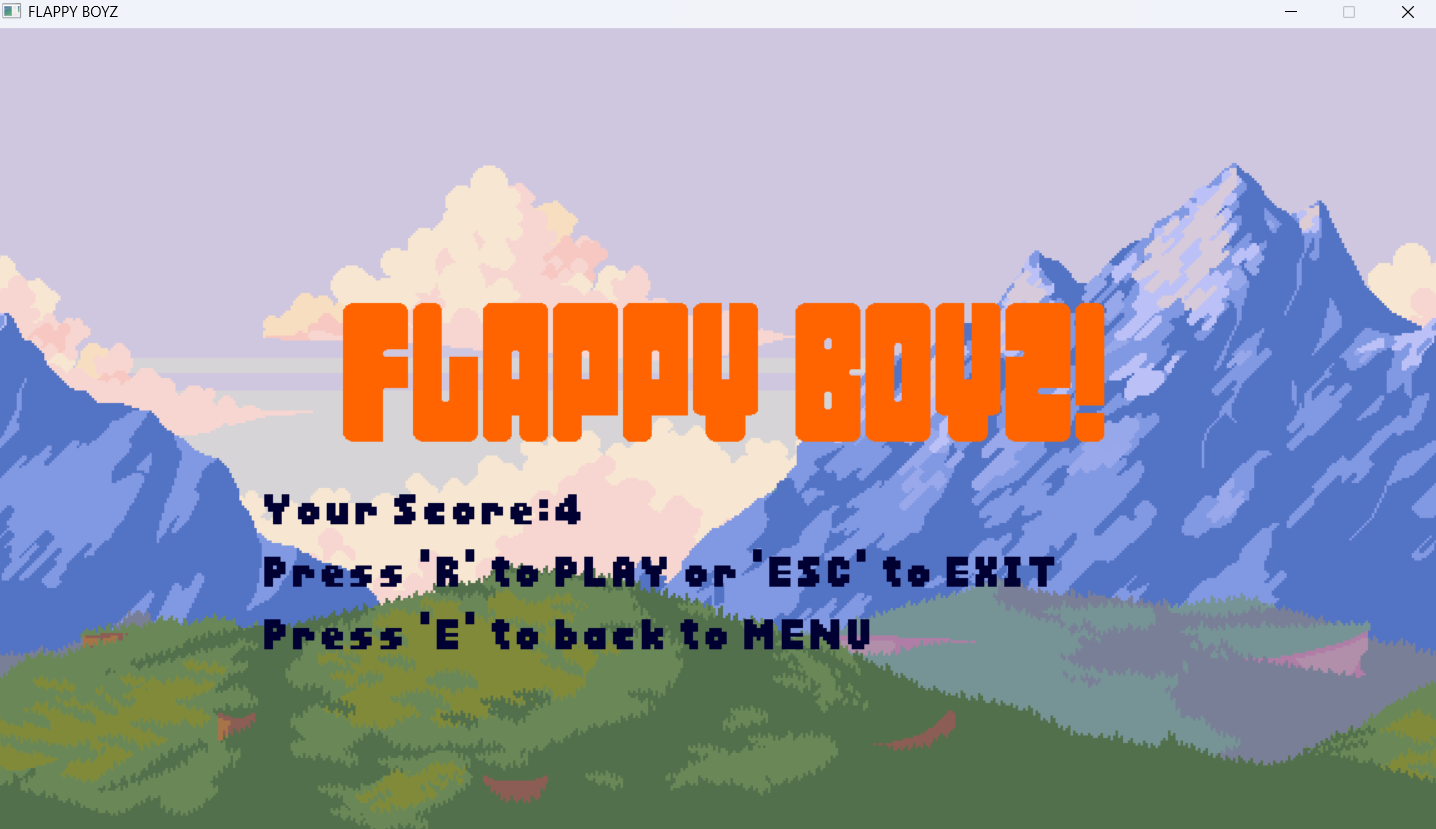 FLAPPY BOYZ
FLAPPY BOYZ!
Your Score:4
Press 'R' to PLAY or 'ESC' to EXIT
Press 'E' to back to MENU